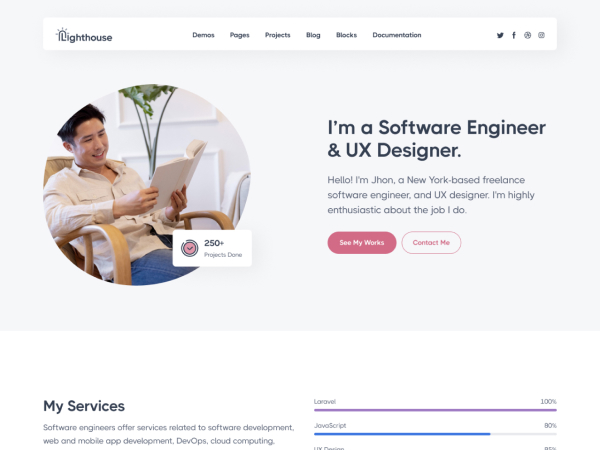 Lighthouse
Demos Pages Projects Blog Blocks Documentation
I'm a Software Engineer
& UX Designer.
Hello! I'm Jhon, a New York-based freelance
software engineer, and UX designer. I'm highly
enthusiastic about the job I do.
See My Works Contact Me
250+
Projects Done
My Services
Software engineers offer services related to software development,
web and mobile app development, DevOps, cloud computing,
Laravel 100%
JavaScript 80%
UX Design 95%